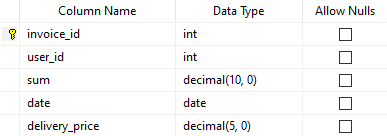 Column Name Data Type Allow Nulls
invoice_id int
user_id int
sum decimal(10, 0)
date date
delivery_price decimal(5, 0)